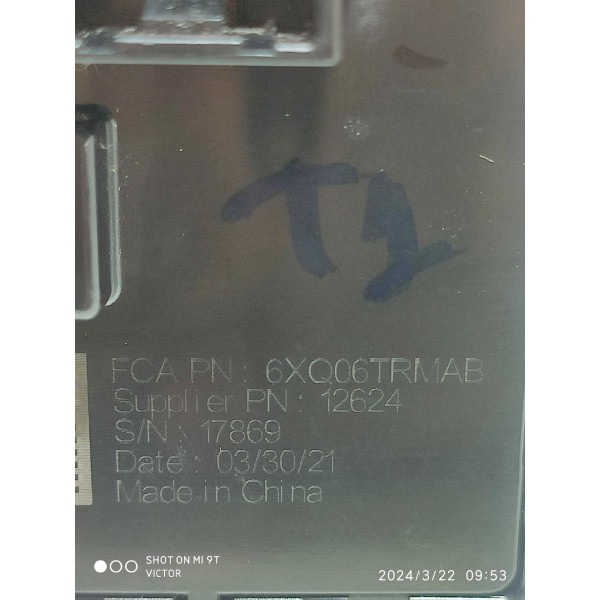 T2
FCA PN: 6XQ06TRMAB
Supplier PN: 12624
S/N: 17869
Date: 03/30/21
Made in China
SHOT ON MI 9T
VICTOR
2024/3/22 09:53